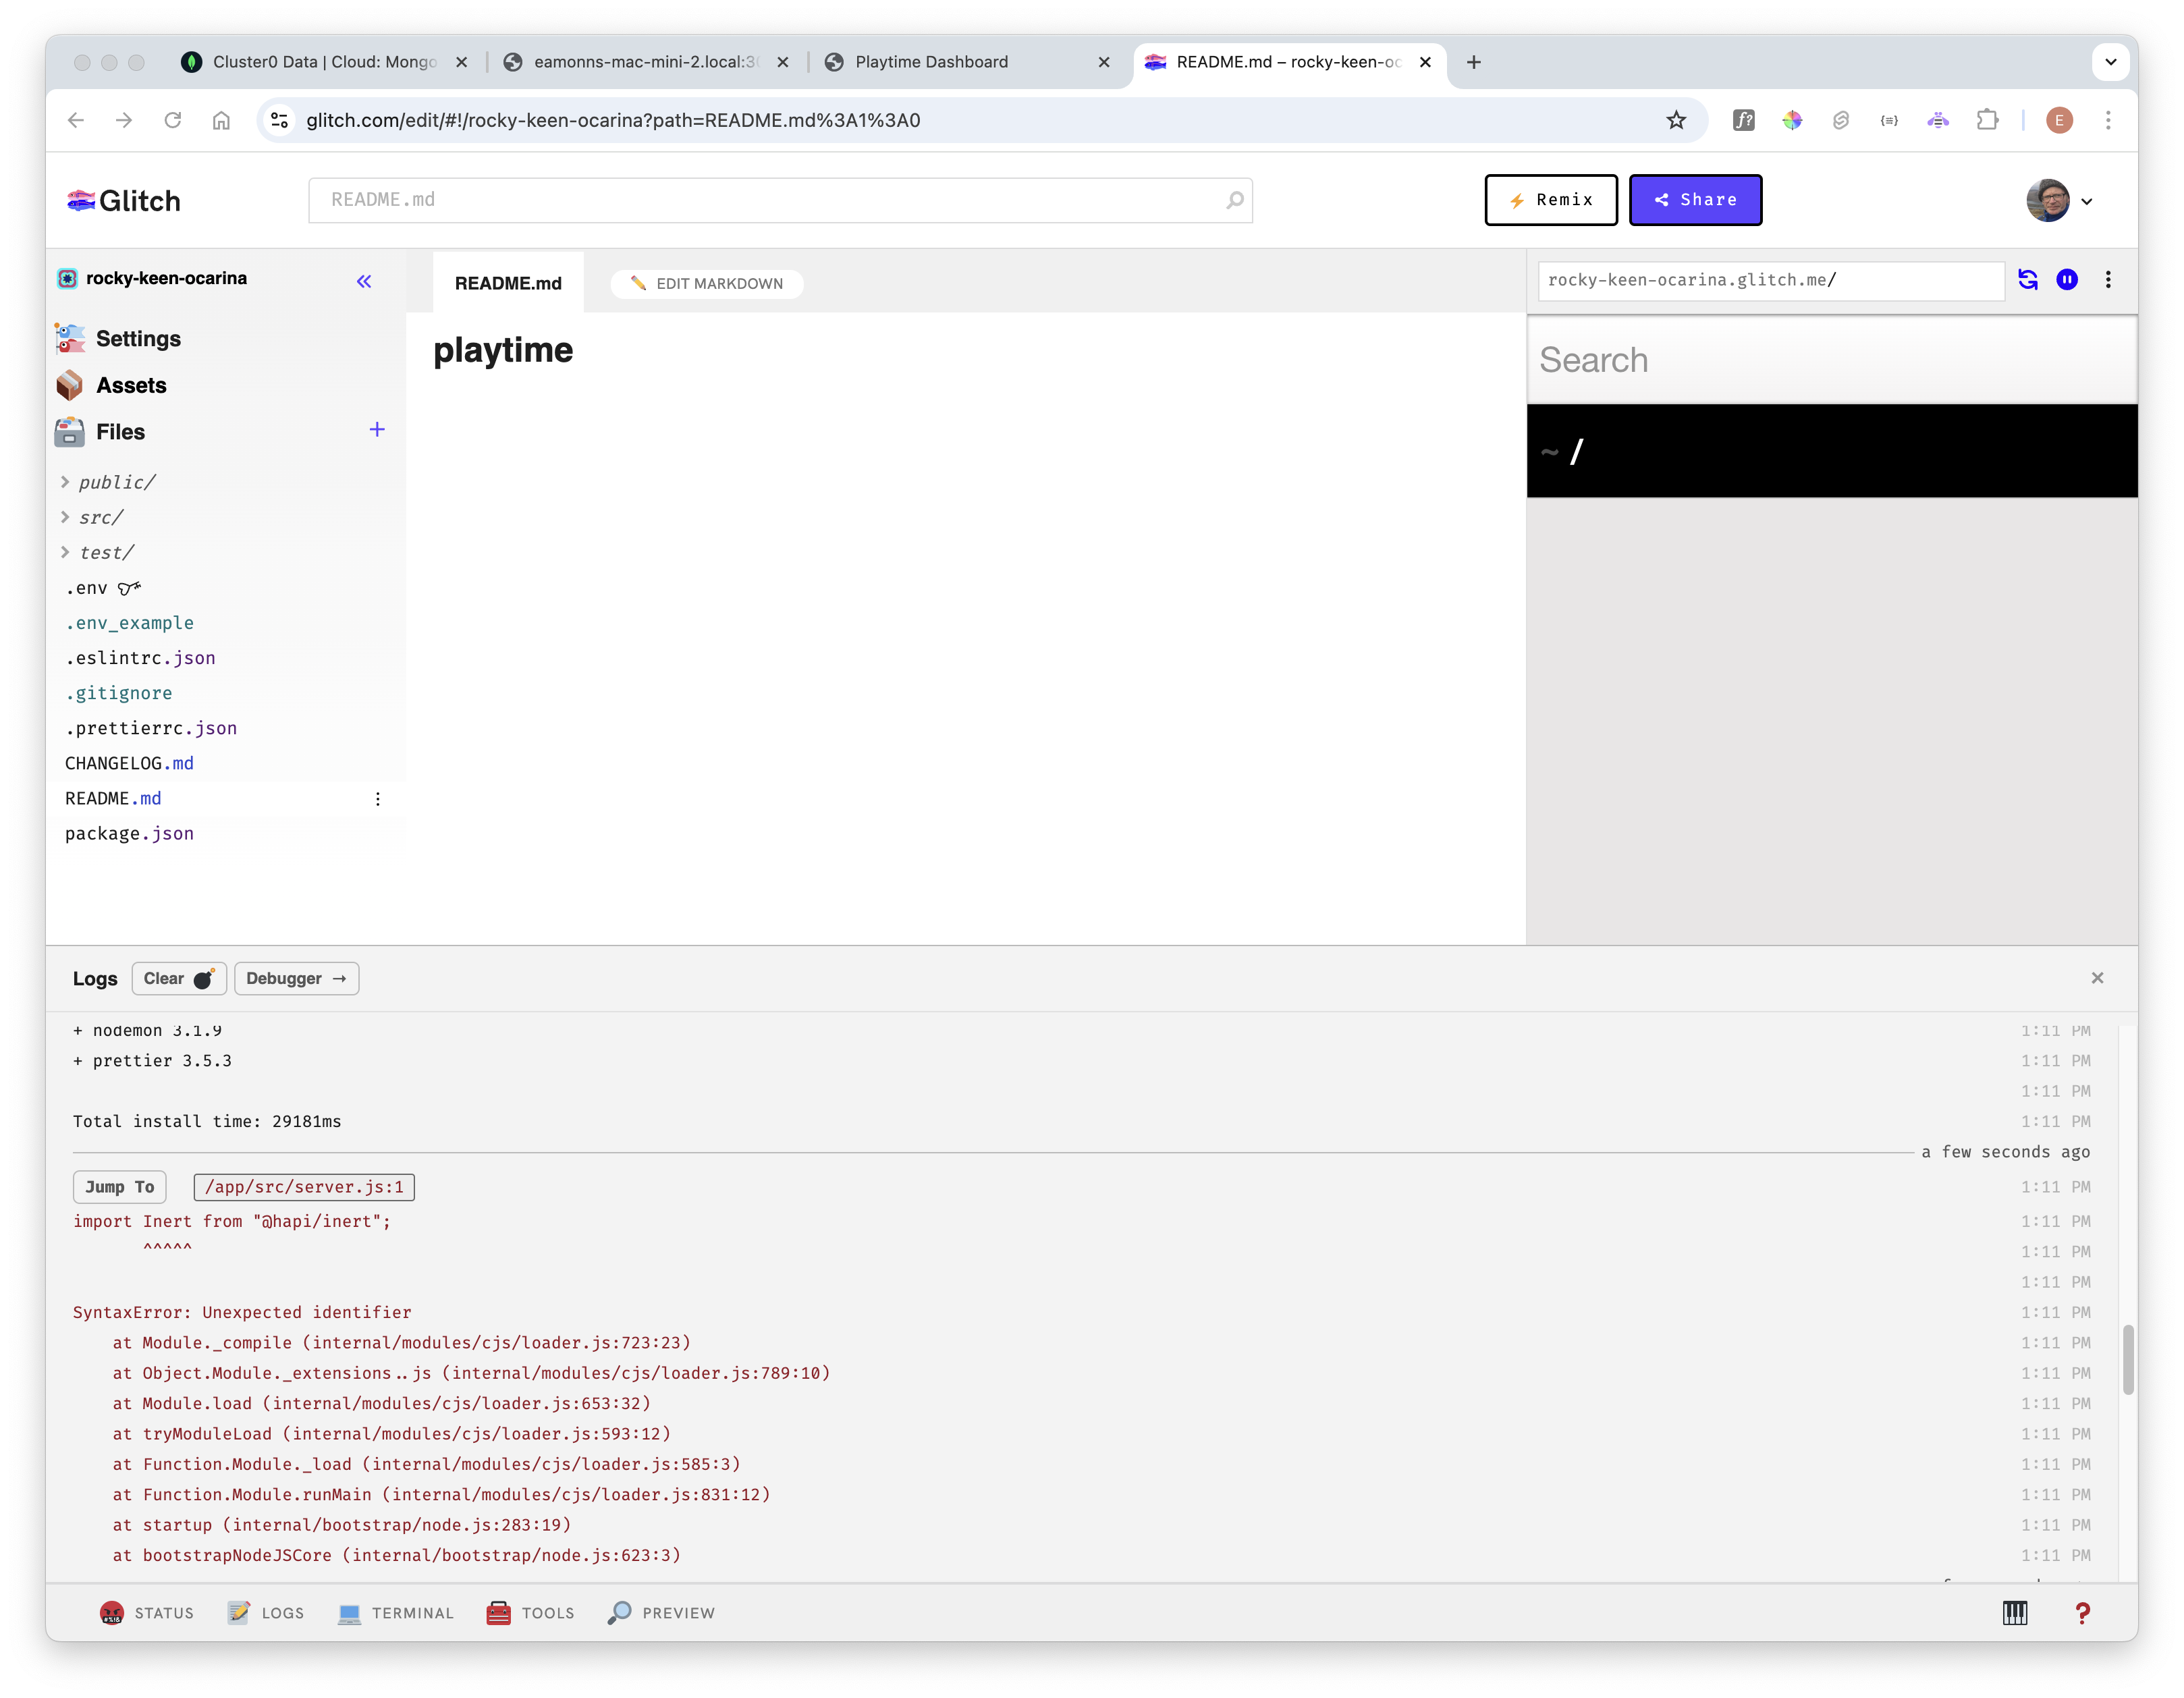 Cluster0 Data | Cloud: Mongo
eamonns-mac-mini-2.local:30
Playtime Dashboard
README.md – rocky-keen-oc
glitch.com/edit/#!/rocky-keen-ocarina?path=README.md%3A1%3A0
f?
{≡}
E
Glitch
README.md
Remix
Share
rocky-keen-ocarina
README.md
EDIT MARKDOWN
rocky-keen-ocarina.glitch.me/
Settings
playtime
Search
Assets
Files
~ /
public/
src/
test/
.env
.env_example
.eslintrc.json
.gitignore
.prettierrc.json
CHANGELOG.md
README.md
package.json
Logs
Clear
Debugger →
+ nodemon 3.1.9 1:11 PM
+ prettier 3.5.3 1:11 PM
1:11 PM
Total install time: 29181ms 1:11 PM
a few seconds ago
Jump To /app/src/server.js:1 1:11 PM
import Inert from "@hapi/inert"; 1:11 PM
^^^^^ 1:11 PM
1:11 PM
SyntaxError: Unexpected identifier 1:11 PM
at Module._compile (internal/modules/cjs/loader.js:723:23) 1:11 PM
at Object.Module._extensions..js (internal/modules/cjs/loader.js:789:10) 1:11 PM
at Module.load (internal/modules/cjs/loader.js:653:32) 1:11 PM
at tryModuleLoad (internal/modules/cjs/loader.js:593:12) 1:11 PM
at Function.Module._load (internal/modules/cjs/loader.js:585:3) 1:11 PM
at Function.Module.runMain (internal/modules/cjs/loader.js:831:12) 1:11 PM
at startup (internal/bootstrap/node.js:283:19) 1:11 PM
at bootstrapNodeJSCore (internal/bootstrap/node.js:623:3) 1:11 PM
STATUS
LOGS
TERMINAL
TOOLS
PREVIEW
?